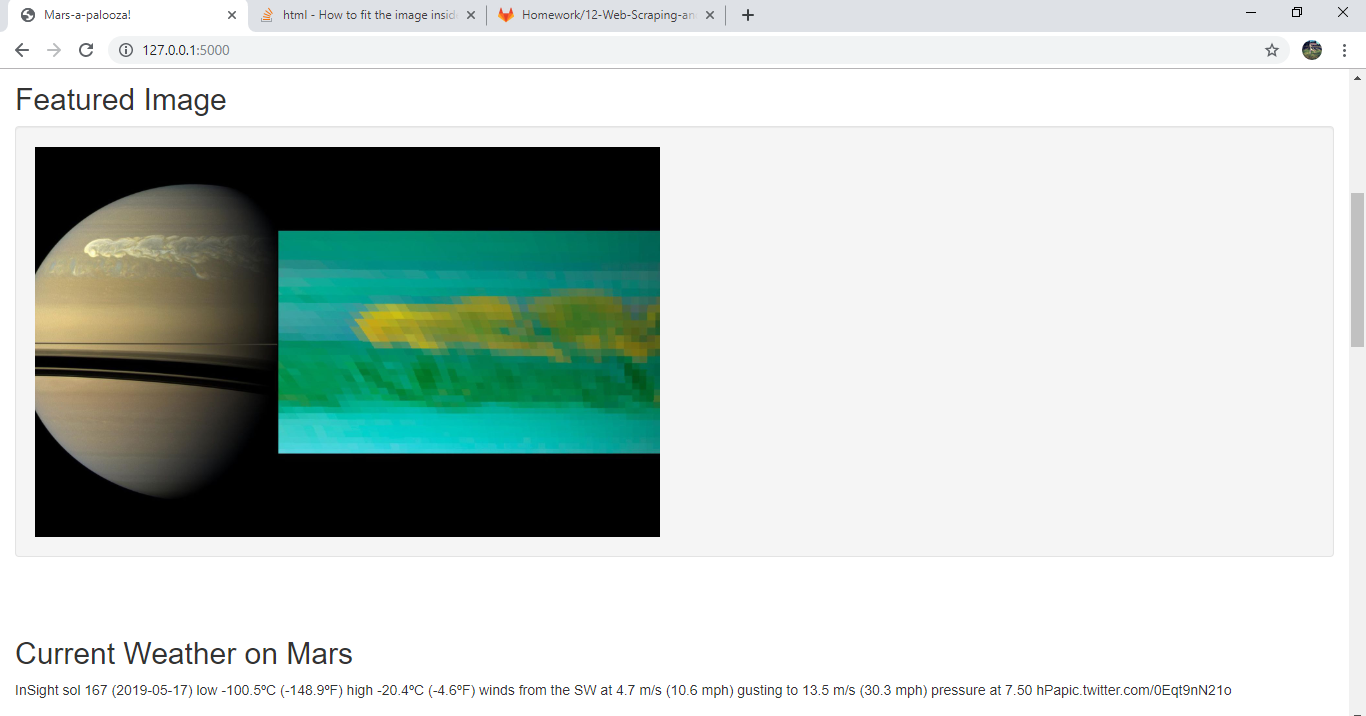 Mars-a-palooza!
html - How to fit the image insid
Homework/12-Web-Scraping-an
127.0.0.1:5000
Featured Image
Current Weather on Mars
InSight sol 167 (2019-05-17) low -100.5ºC (-148.9ºF) high -20.4ºC (-4.6ºF) winds from the SW at 4.7 m/s (10.6 mph) gusting to 13.5 m/s (30.3 mph) pressure at 7.50 hPapic.twitter.com/0Eqt9nN21o